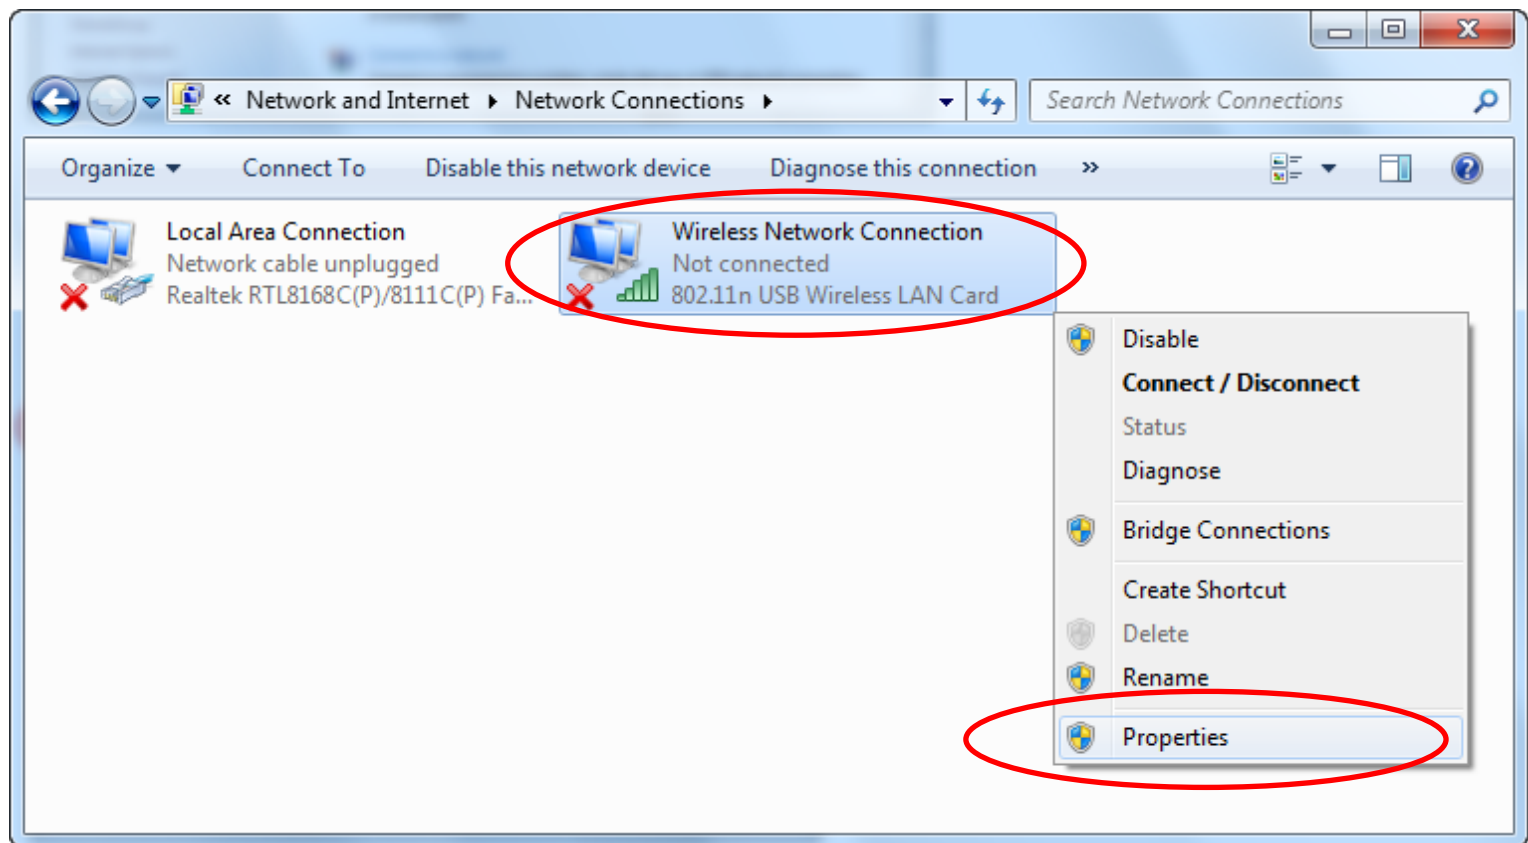 « Network and Internet ▸ Network Connections ▸
Search Network Connections
Organize ▾ Connect To Disable this network device Diagnose this connection »
Local Area Connection
Network cable unplugged
Realtek RTL8168C(P)/8111C(P) Fa...
Wireless Network Connection
Not connected
802.11n USB Wireless LAN Card
Disable
Connect / Disconnect
Status
Diagnose
Bridge Connections
Create Shortcut
Delete
Rename
Properties